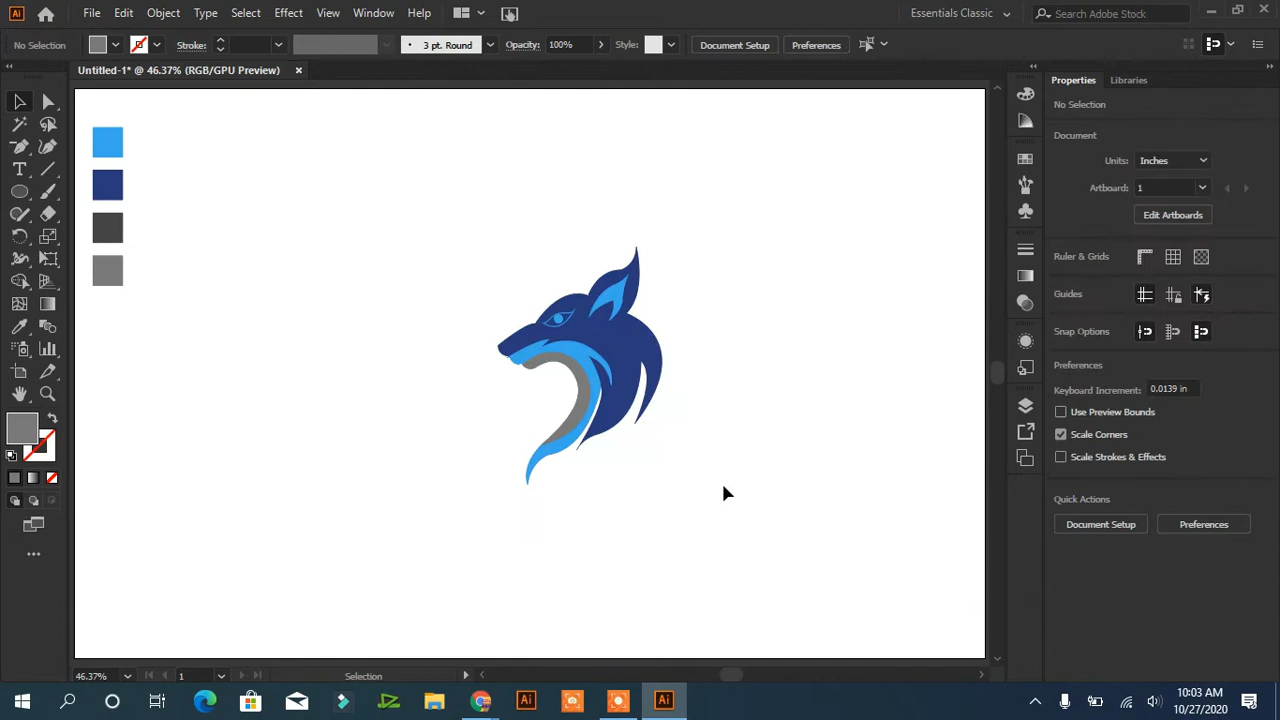 Ai File Edit Object Type Select Effect View Window Help Essentials Classic Search Adobe Stock
No Selection Stroke: 3 pt. Round Opacity: 100% Style: Document Setup Preferences
Untitled-1* @ 46.37% (RGB/GPU Preview)
Properties Libraries
No Selection
Document
Units: Inches
Artboard: 1
Edit Artboards
Ruler & Grids
Guides
Snap Options
Preferences
Keyboard Increment: 0.0139 in
Use Preview Bounds
Scale Corners
Scale Strokes & Effects
Quick Actions
Document Setup Preferences
46.37% 1 Selection
Ai Ai
10:03 AM
10/27/2020